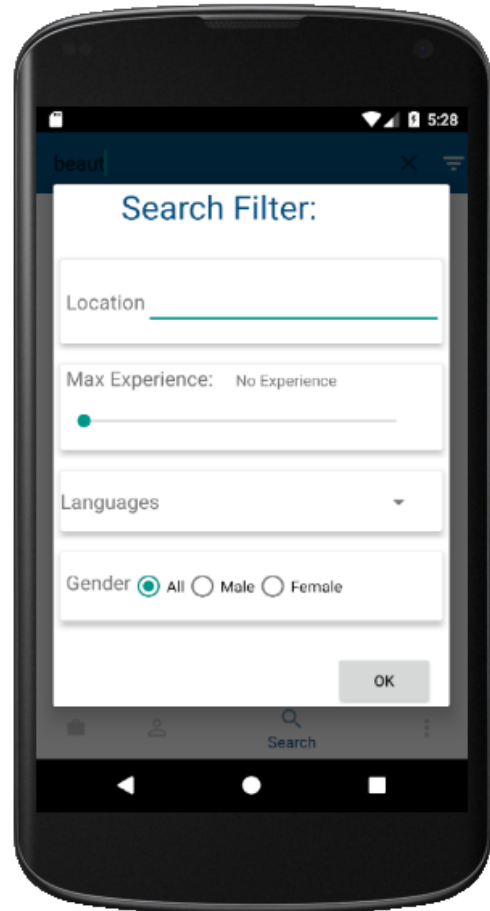 5:28
beaut
Search Filter:
Location
Max Experience: No Experience
Languages
Gender All Male Female
OK
Search